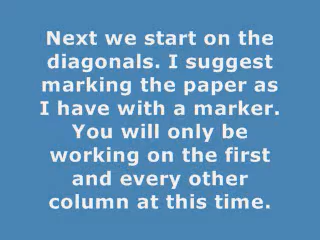 Next we start on the
diagonals. I suggest
marking the paper as
I have with a marker.
You will only be
working on the first
and every other
column at this time.